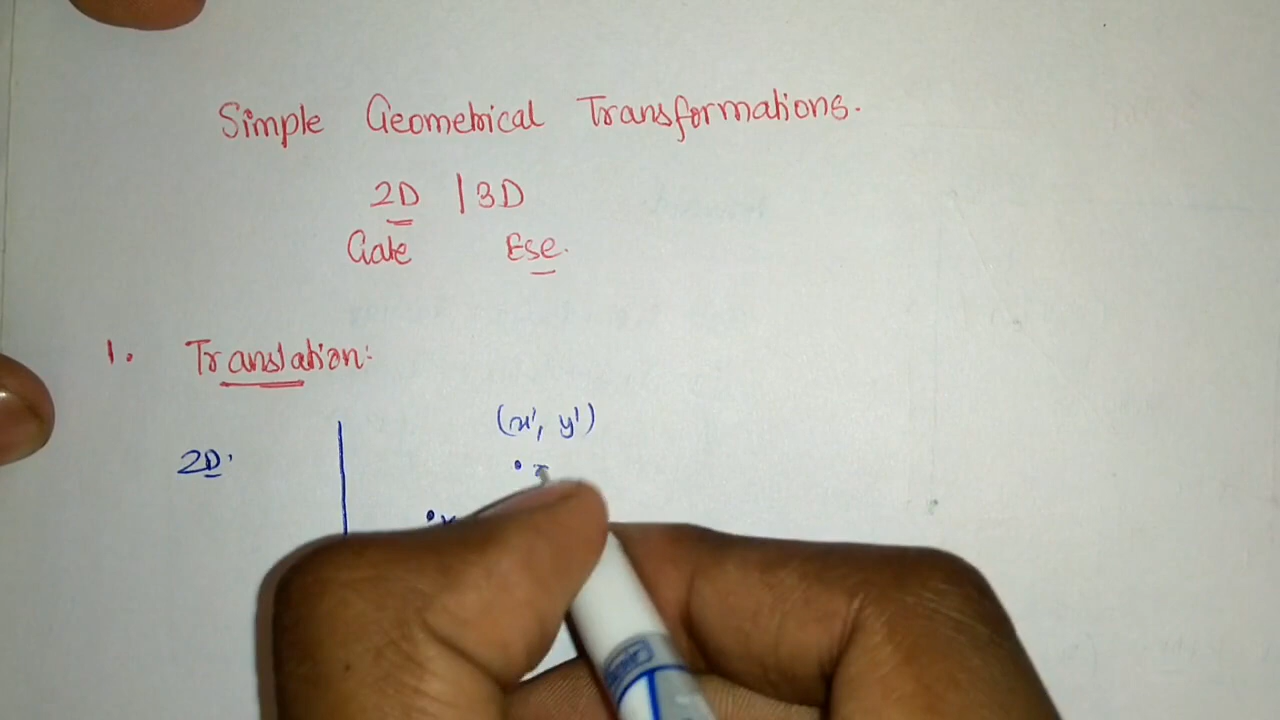 Simple Geometrical Transformations.
2D | 3D
Gate Ese.
1. Translation:
(x', y')
2D.